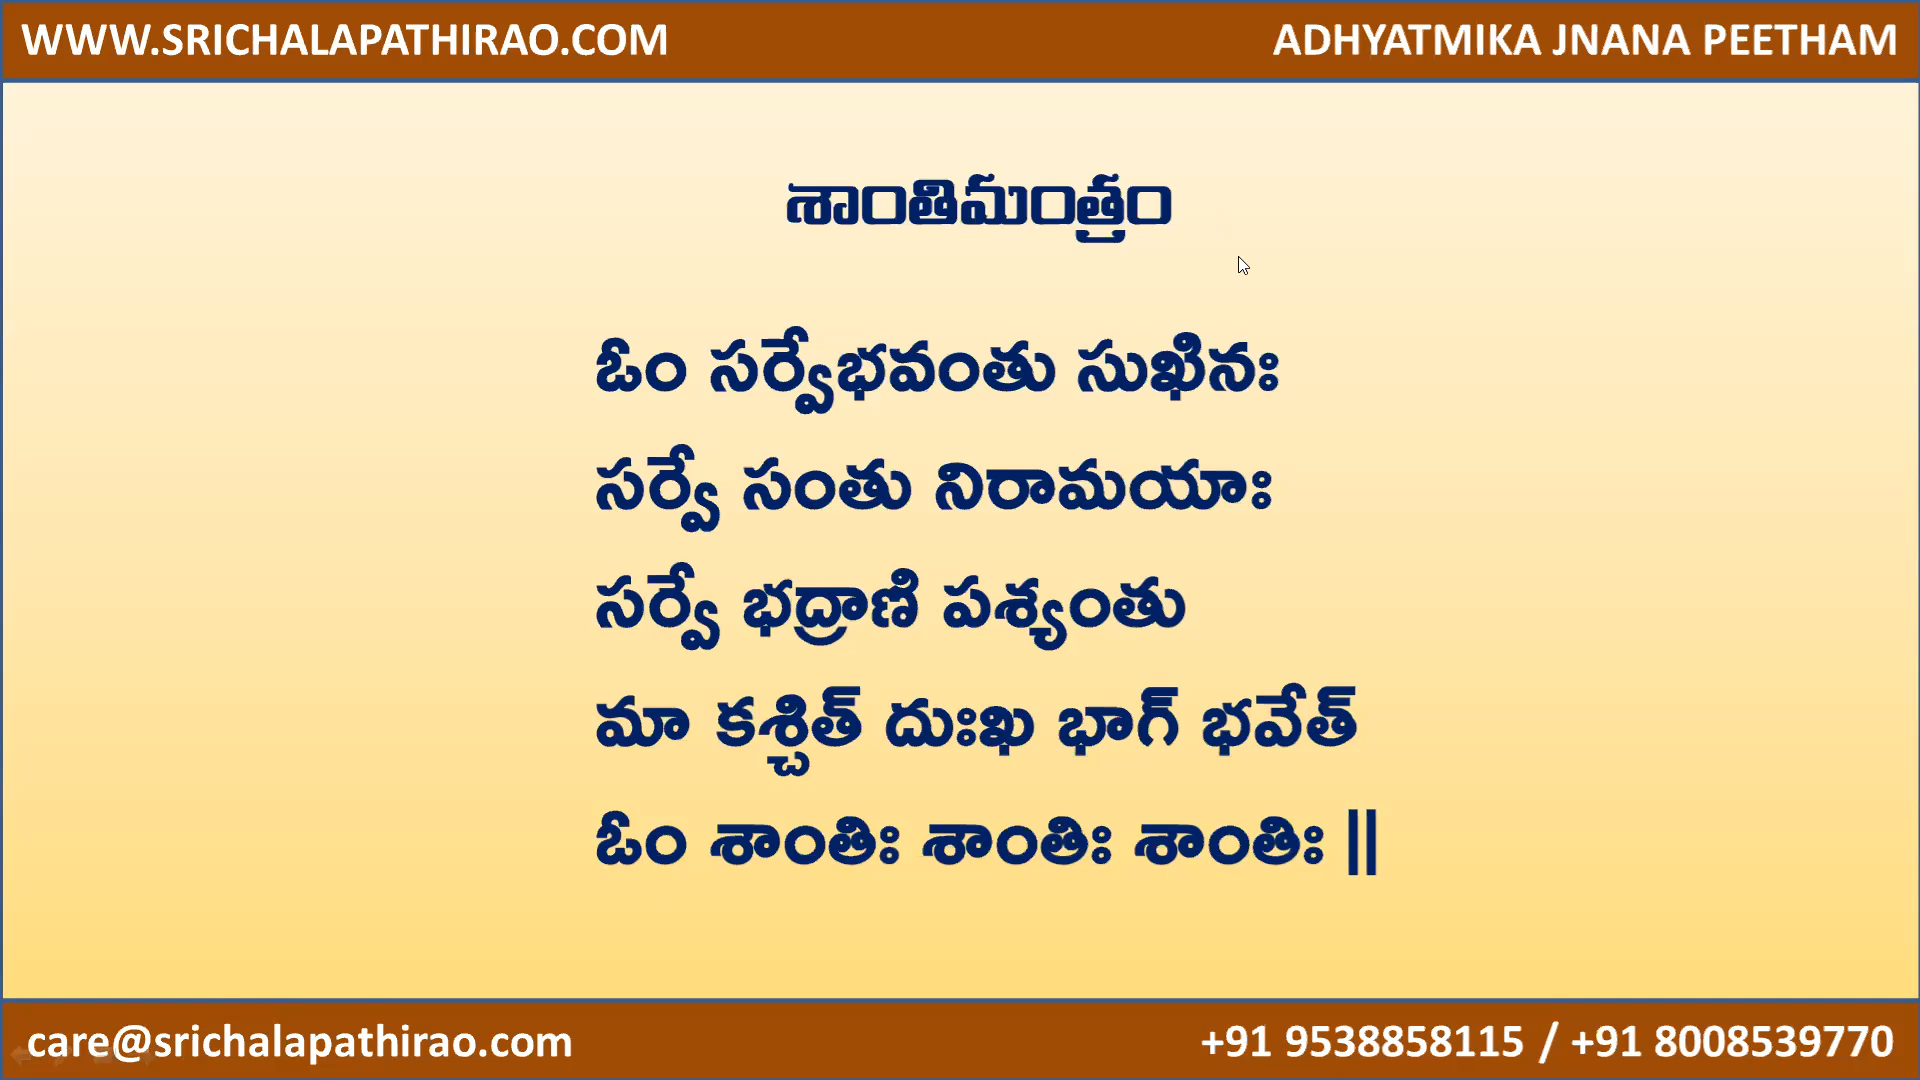 WWW.SRICHALAPATHIRAO.COM
ADHYATMIKA JNANA PEETHAM
శాంతిమంత్రం
ఓం సర్వేభవంతు సుఖినః
సర్వే సంతు నిరామయాః
సర్వే భద్రాణి పశ్యంతు
మా కశ్చిత్ దుఃఖ భాగ్ భవేత్
ఓం శాంతిః శాంతిః శాంతిః ||
care@srichalapathirao.com
+91 9538858115 / +91 8008539770